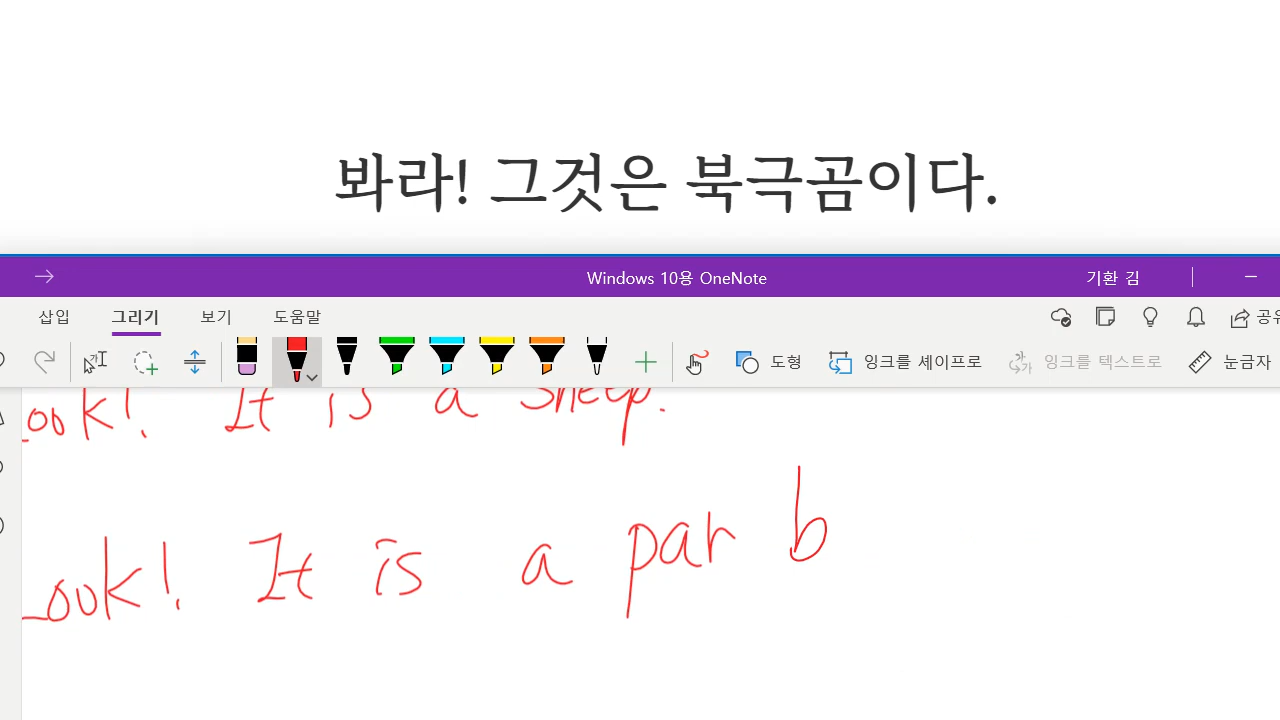 봐라! 그것은 북극곰이다.
Windows 10용 OneNote 기환 김
삽입 그리기 보기 도움말 공유
도형 잉크를 셰이프로 잉크를 텍스트로 눈금자
Look! It is a sheep.
Look! It is a par b